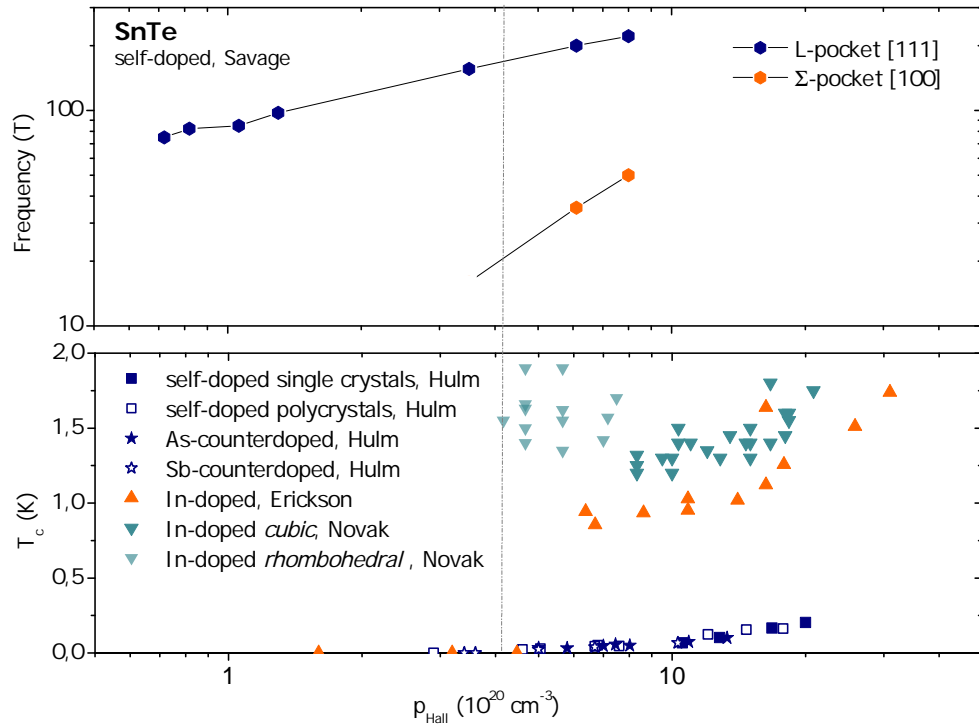 SnTe
self-doped, Savage
L-pocket [111]
Σ-pocket [100]
100
10
Frequency (T)
2,0
1,5
1,0
0,5
0,0
T_c (K)
self-doped single crystals, Hulm
self-doped polycrystals, Hulm
As-counterdoped, Hulm
Sb-counterdoped, Hulm
In-doped, Erickson
In-doped cubic, Novak
In-doped rhombohedral , Novak
1
10
p_Hall (10^20 cm^-3)